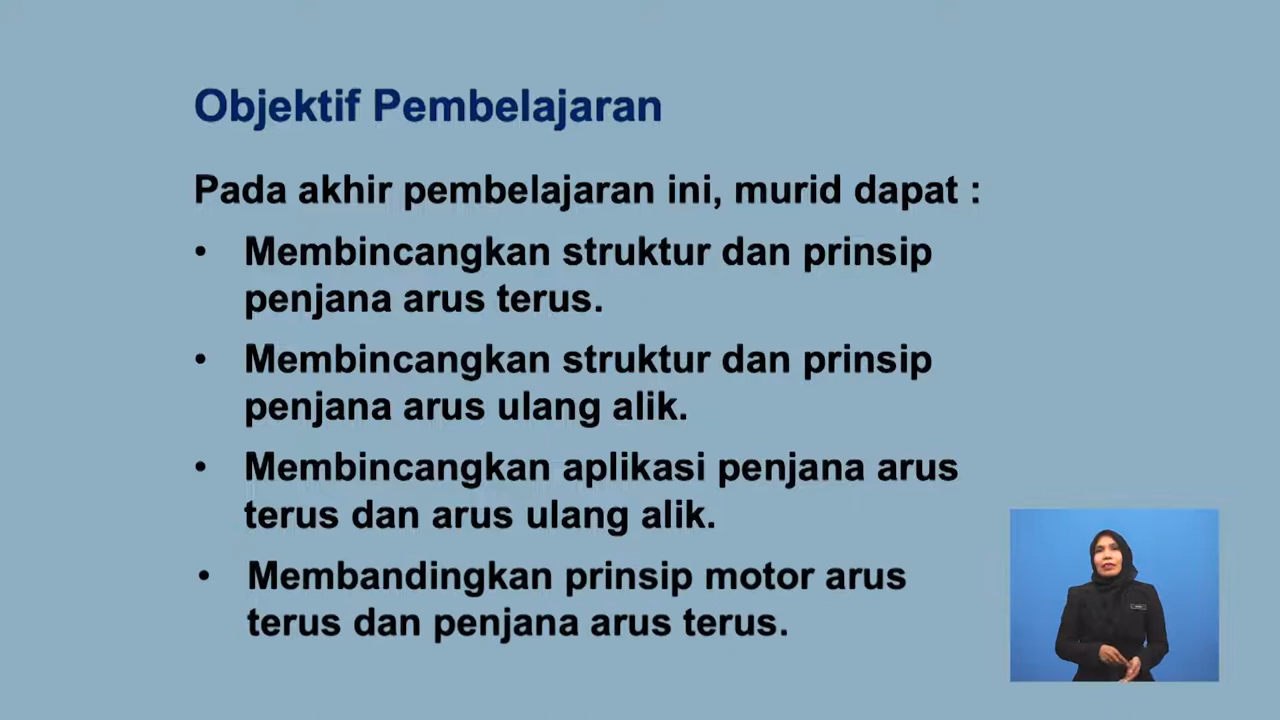 Objektif Pembelajaran
Pada akhir pembelajaran ini, murid dapat :
• Membincangkan struktur dan prinsip
penjana arus terus.
• Membincangkan struktur dan prinsip
penjana arus ulang alik.
• Membincangkan aplikasi penjana arus
terus dan arus ulang alik.
• Membandingkan prinsip motor arus
terus dan penjana arus terus.